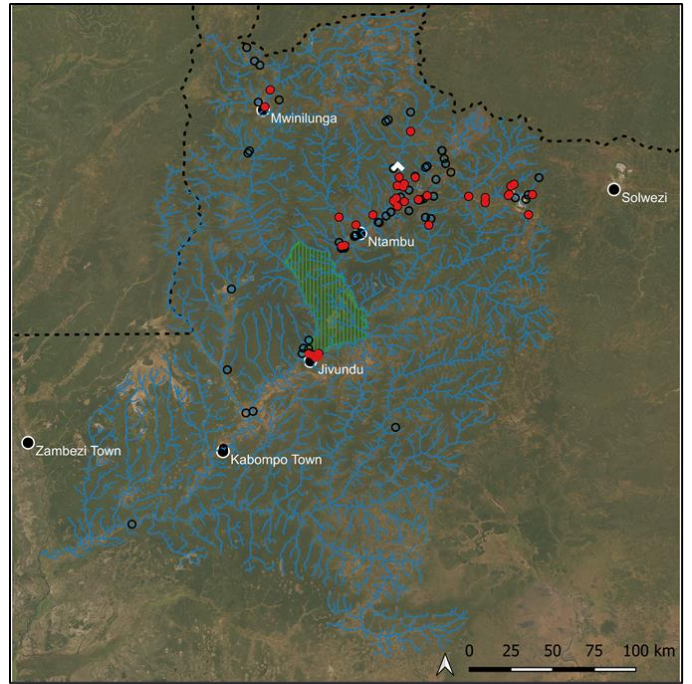 Mwinilunga
Solwezi
Ntambu
Jivundu
Zambezi Town
Kabompo Town
0 25 50 75 100 km